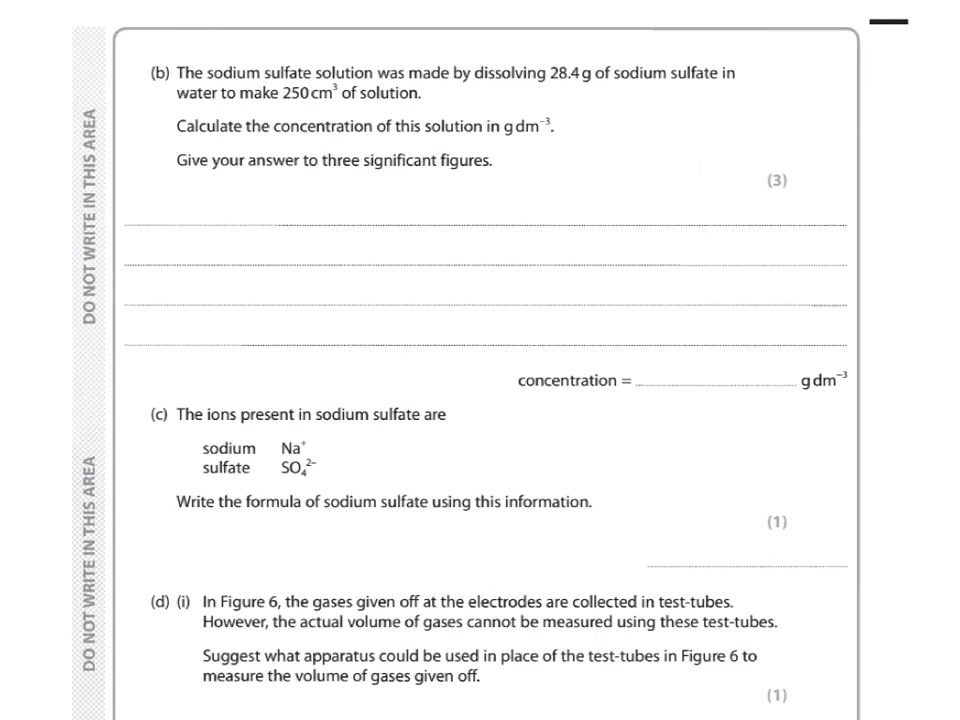 DO NOT WRITE IN THIS AREA
DO NOT WRITE IN THIS AREA
(b) The sodium sulfate solution was made by dissolving 28.4 g of sodium sulfate in
water to make 250 cm³ of solution.
Calculate the concentration of this solution in g dm⁻³.
Give your answer to three significant figures.
(3)
concentration = g dm⁻³
(c) The ions present in sodium sulfate are
sodium Na⁺
sulfate SO₄²⁻
Write the formula of sodium sulfate using this information.
(1)
(d) (i) In Figure 6, the gases given off at the electrodes are collected in test-tubes.
However, the actual volume of gases cannot be measured using these test-tubes.
Suggest what apparatus could be used in place of the test-tubes in Figure 6 to
measure the volume of gases given off.
(1)